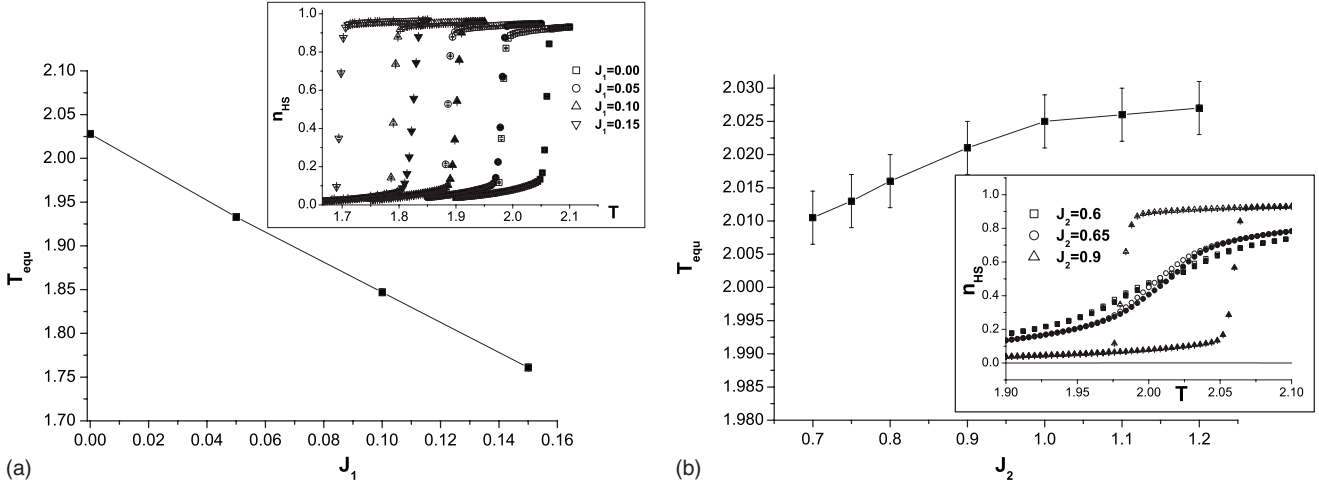 2.10
2.05
2.00
1.95
1.90
1.85
1.80
1.75
1.70
T_equ
0.00 0.02 0.04 0.06 0.08 0.10 0.12 0.14 0.16
J_1
(a)
1.0
0.8
0.6
0.4
0.2
0.0
n_HS
1.7 1.8 1.9 2.0 2.1 T
J_1=0.00
J_1=0.05
J_1=0.10
J_1=0.15
2.030
2.025
2.020
2.015
2.010
2.005
2.000
1.995
1.990
1.985
1.980
T_equ
0.7 0.8 0.9 1.0 1.1 1.2
J_2
(b)
1.0
0.8
0.6
0.4
0.2
0.0
n_HS
J_2=0.6
J_2=0.65
J_2=0.9
1.90 1.95 2.00 2.05 2.10
T